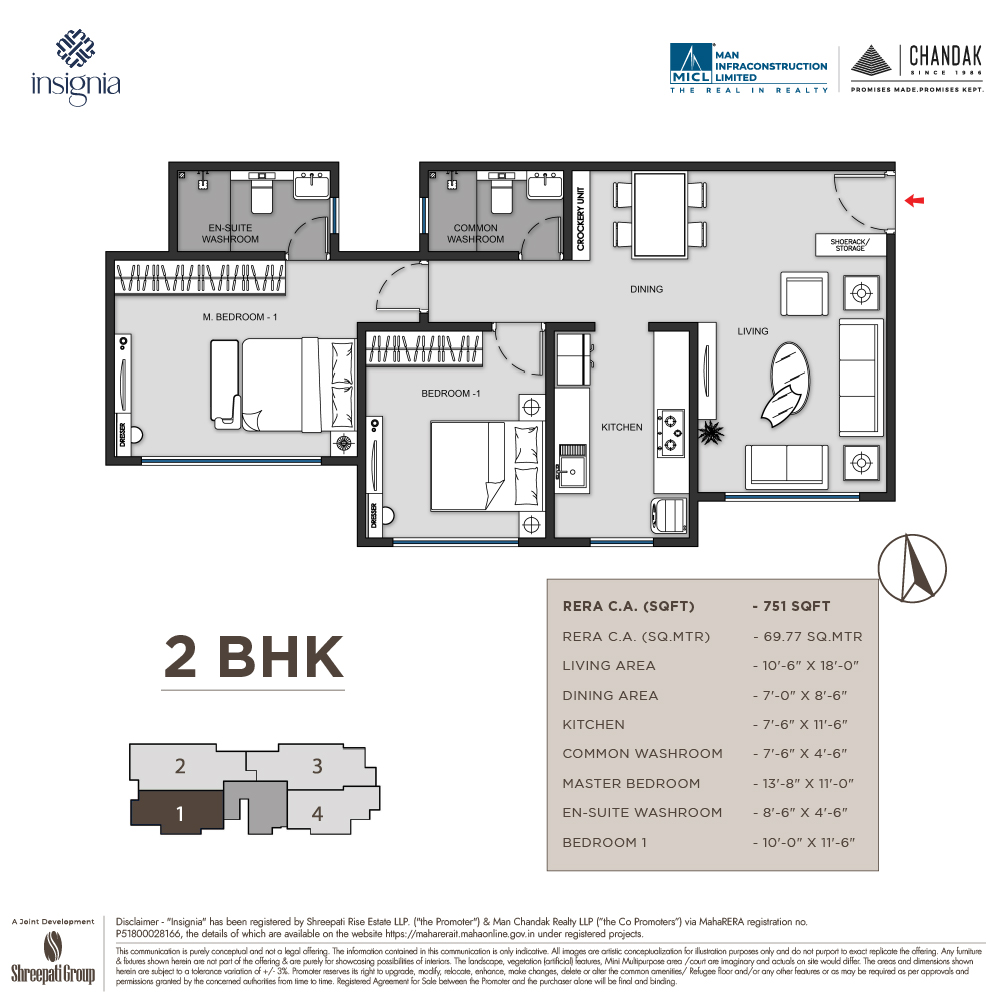 insignia
MICL
MAN
INFRACONSTRUCTION
LIMITED
THE REAL IN REALTY
CHANDAK
SINCE 1986
PROMISES MADE.PROMISES KEPT.
EN-SUITE
WASHROOM
COMMON
WASHROOM
CROCKERY UNIT
SHOERACK/
STORAGE
DINING
M. BEDROOM - 1
LIVING
BEDROOM -1
KITCHEN
DRESSER
DRESSER
2 BHK
RERA C.A. (SQFT) - 751 SQFT
RERA C.A. (SQ.MTR) - 69.77 SQ.MTR
LIVING AREA - 10'-6" X 18'-0"
DINING AREA - 7'-0" X 8'-6"
KITCHEN - 7'-6" X 11'-6"
COMMON WASHROOM - 7'-6" X 4'-6"
MASTER BEDROOM - 13'-8" X 11'-0"
EN-SUITE WASHROOM - 8'-6" X 4'-6"
BEDROOM 1 - 10'-0" X 11'-6"
2
3
1
4
A Joint Development
Shreepati Group
Disclaimer - "Insignia" has been registered by Shreepati Rise Estate LLP. ("the Promoter") & Man Chandak Realty LLP ("the Co Promoters") via MahaRERA registration no.
P51800028166, the details of which are available on the website https://maharerait.mahaonline.gov.in under registered projects.
This communication is purely conceptual and not a legal offering. The information contained in this communication is only indicative. All images are artistic conceptualization for illustration purposes only and do not purport to exact replicate the offering. Any furniture
& fixtures shown herein are not part of the offering & are purely for showcasing possibilities of interiors. The landscape, vegetation (artificial) features, Mini Multipurpose area /court are imaginary and actuals on site would differ. The areas and dimensions shown
herein are subject to a tolerance variation of +/- 3%. Promoter reserves its right to upgrade, modify, relocate, enhance, make changes, delete or alter the common amenities/ Refugee floor and/or any other features or as may be required as per approvals and
permissions granted by the concerned authorities from time to time. Registered Agreement for Sale between the Promoter and the purchaser alone will be final and binding.